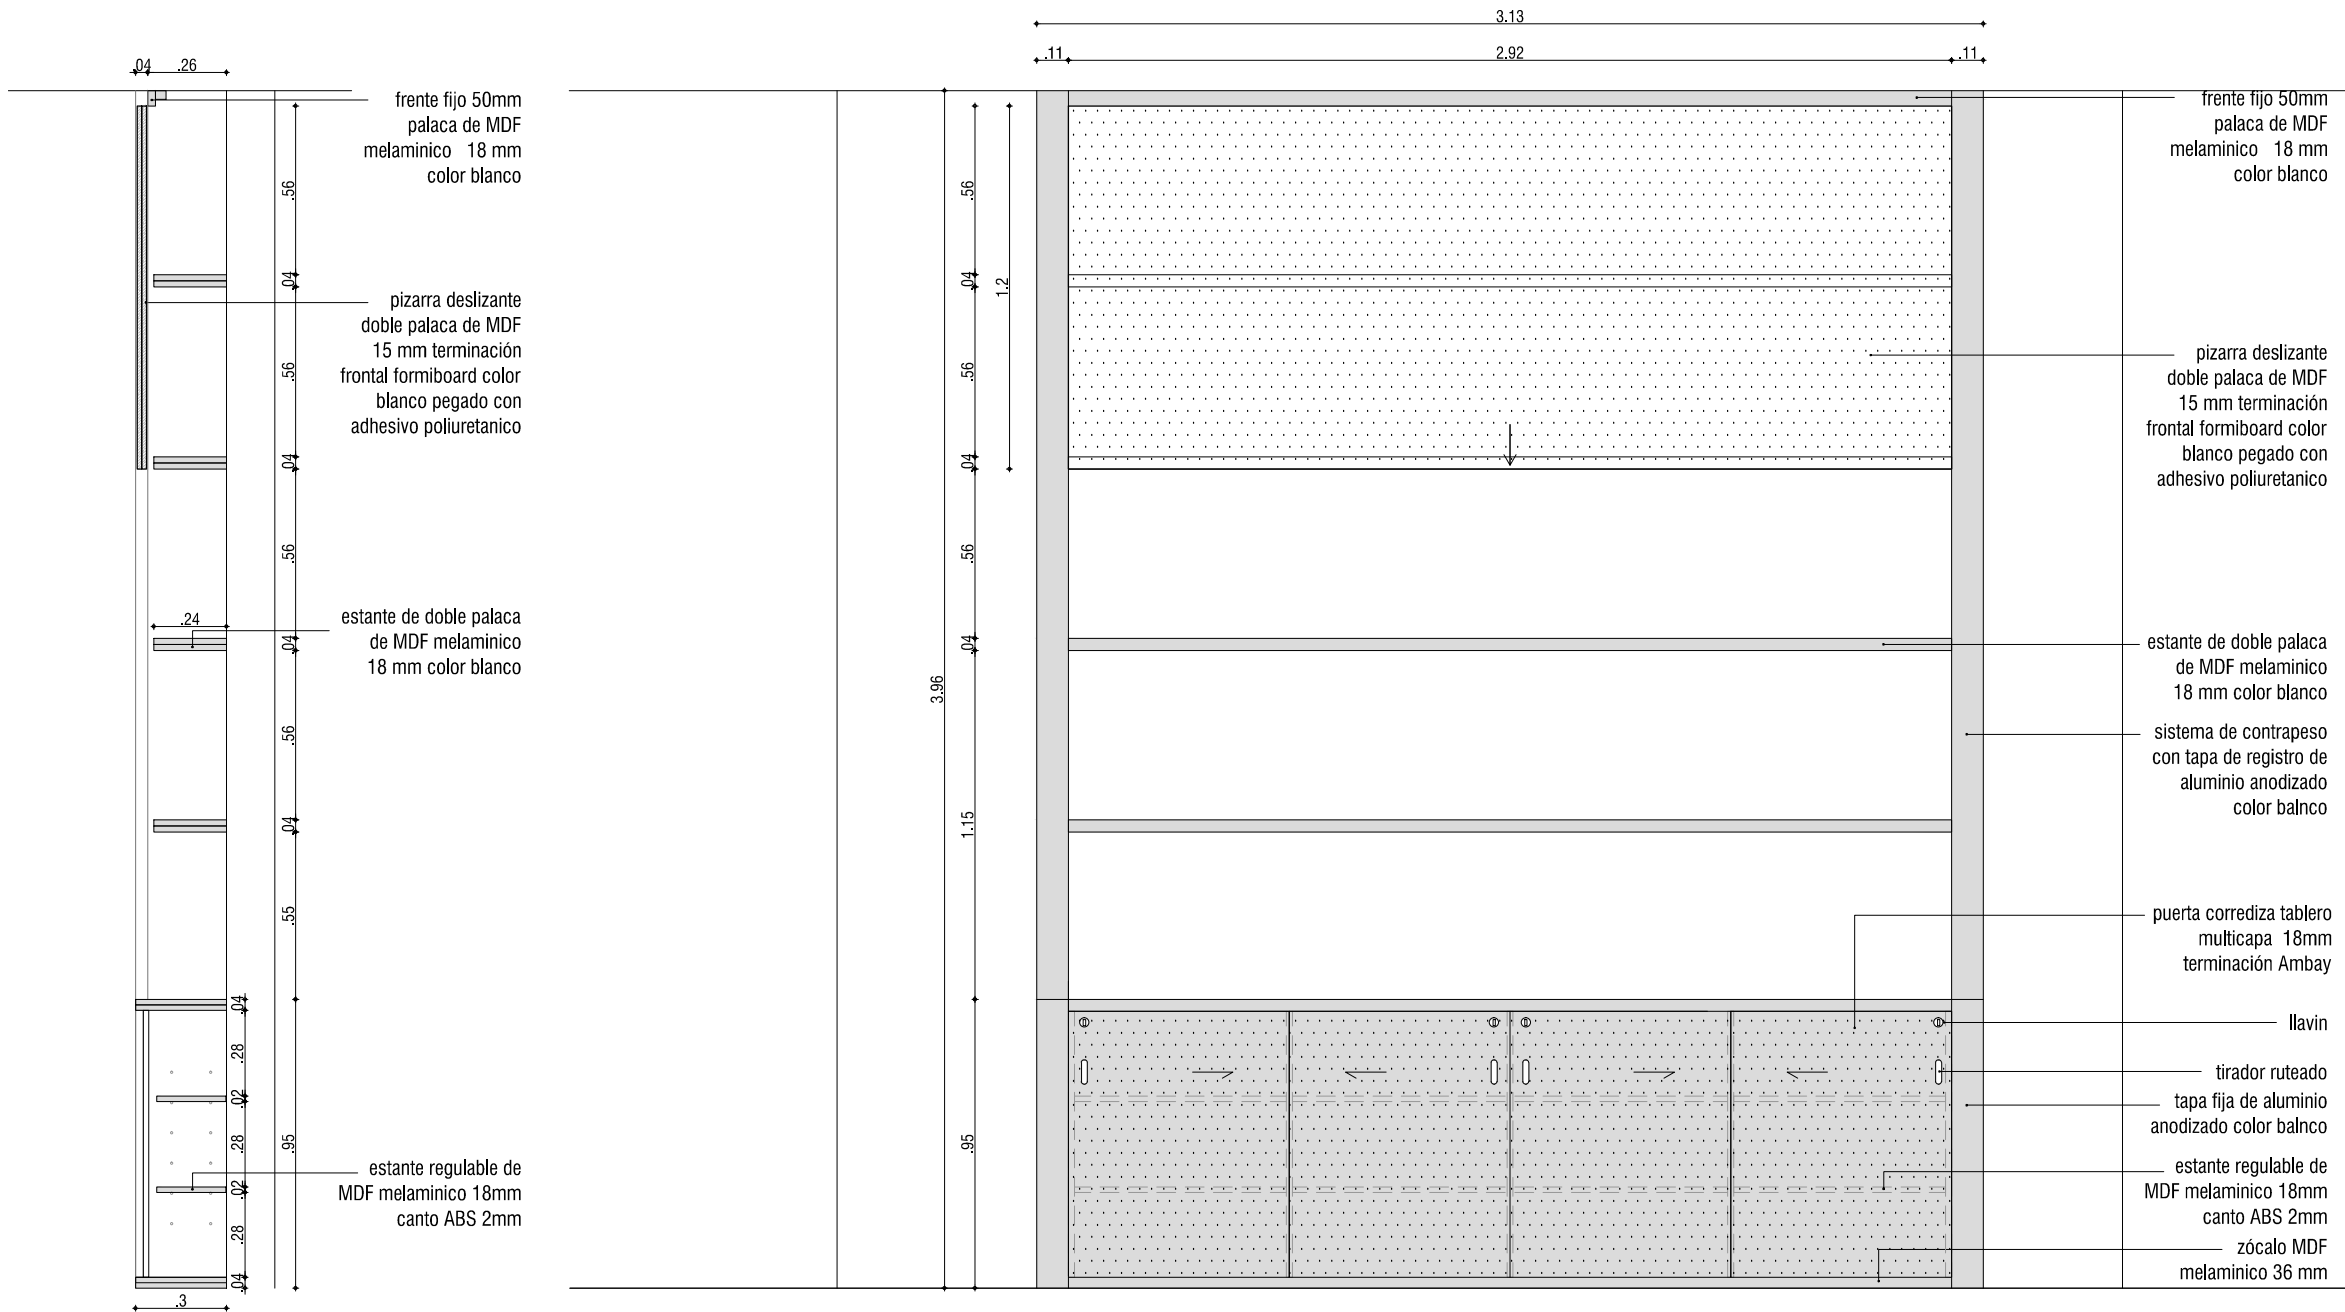 3.13
.11
2.92
.11
.04
.26
frente fijo 50mm
palaca de MDF
melaminico 18 mm
color blanco
.56
.04
pizarra deslizante
doble palaca de MDF
15 mm terminación
frontal formiboard color
blanco pegado con
adhesivo poliuretanico
.56
.04
.56
.24
estante de doble palaca
de MDF melaminico
18 mm color blanco
.04
.56
.04
.55
.04
.28
.02
.28
.02
.28
.04
.95
estante regulable de
MDF melaminico 18mm
canto ABS 2mm
.3
3.96
.56
.04
1.2
.56
.04
.56
.04
1.15
.95
frente fijo 50mm
palaca de MDF
melaminico 18 mm
color blanco
pizarra deslizante
doble palaca de MDF
15 mm terminación
frontal formiboard color
blanco pegado con
adhesivo poliuretanico
estante de doble palaca
de MDF melaminico
18 mm color blanco
sistema de contrapeso
con tapa de registro de
aluminio anodizado
color balnco
puerta corrediza tablero
multicapa 18mm
terminación Ambay
llavin
tirador ruteado
tapa fija de aluminio
anodizado color balnco
estante regulable de
MDF melaminico 18mm
canto ABS 2mm
zócalo MDF
melaminico 36 mm